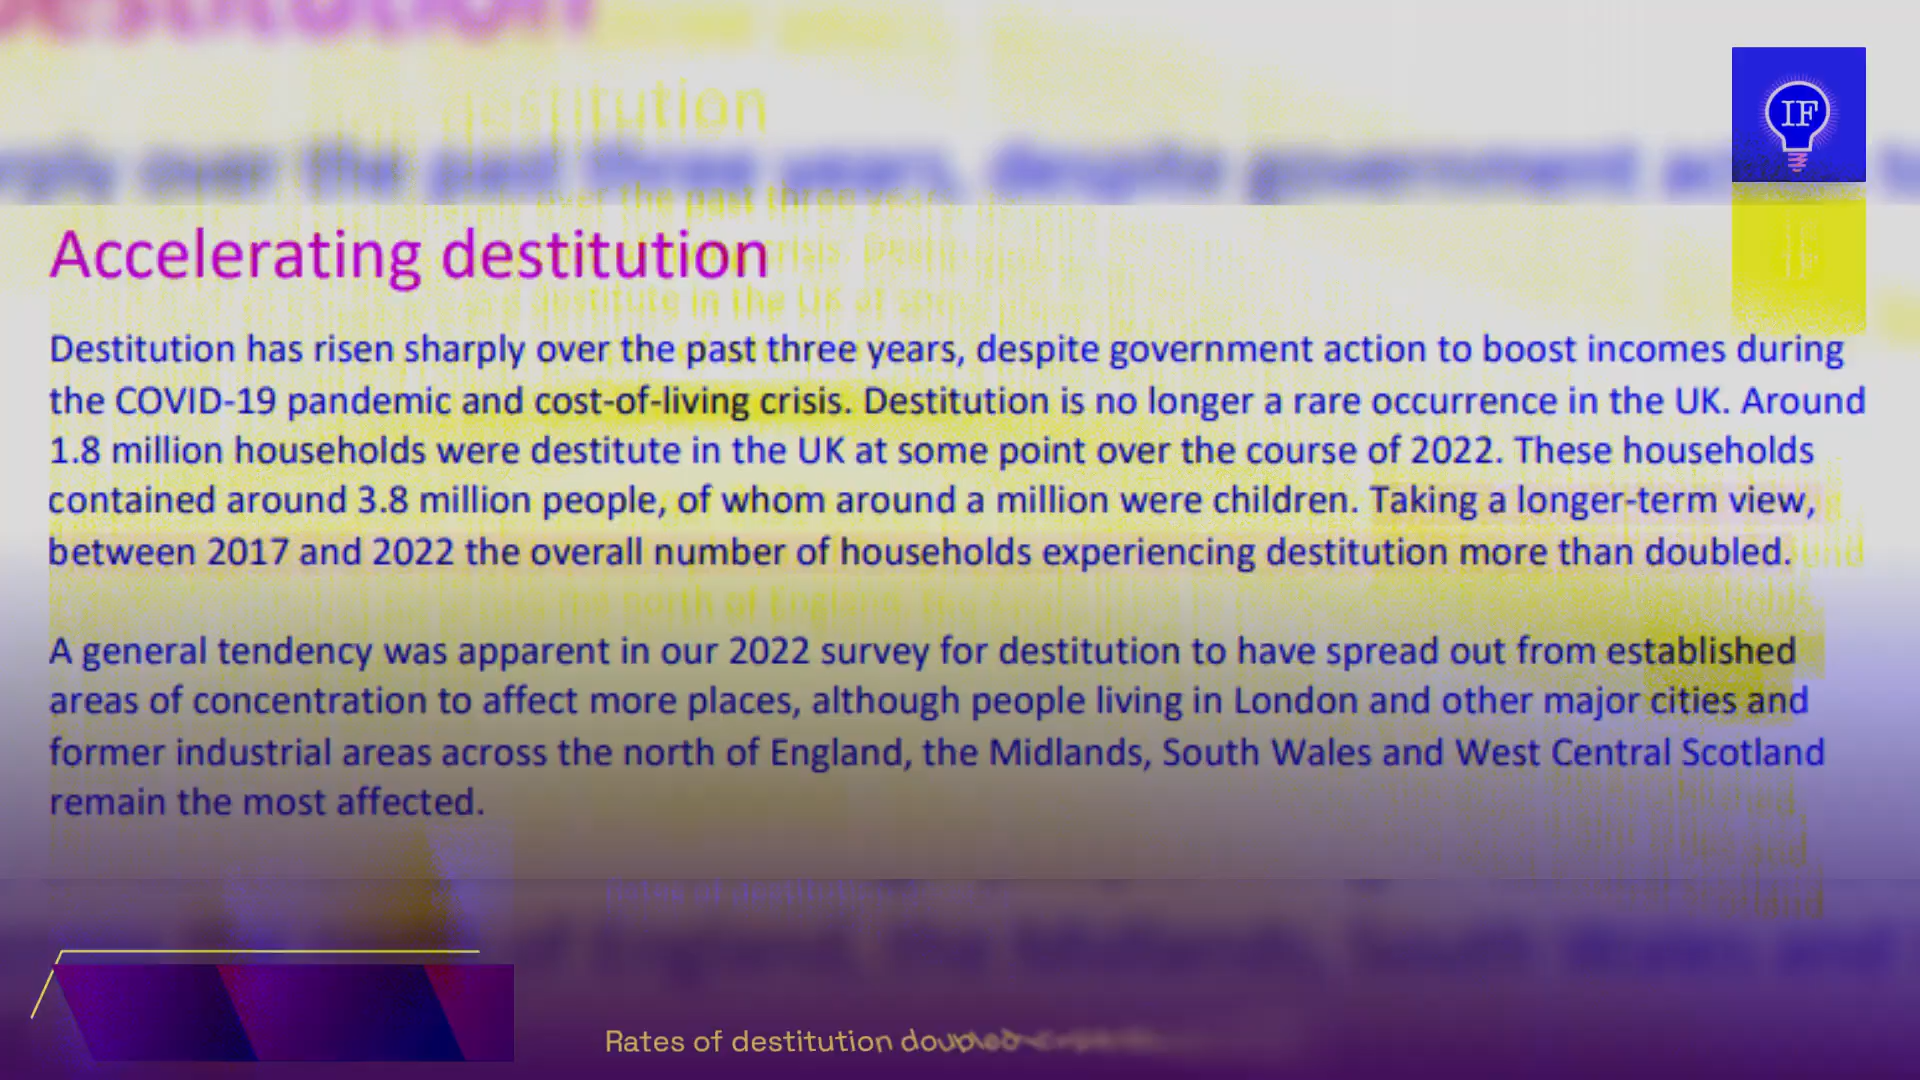 IF
Accelerating destitution
Destitution has risen sharply over the past three years, despite government action to boost incomes during
the COVID-19 pandemic and cost-of-living crisis. Destitution is no longer a rare occurrence in the UK. Around
1.8 million households were destitute in the UK at some point over the course of 2022. These households
contained around 3.8 million people, of whom around a million were children. Taking a longer-term view,
between 2017 and 2022 the overall number of households experiencing destitution more than doubled.
A general tendency was apparent in our 2022 survey for destitution to have spread out from established
areas of concentration to affect more places, although people living in London and other major cities and
former industrial areas across the north of England, the Midlands, South Wales and West Central Scotland
remain the most affected.
Rates of destitution doubled